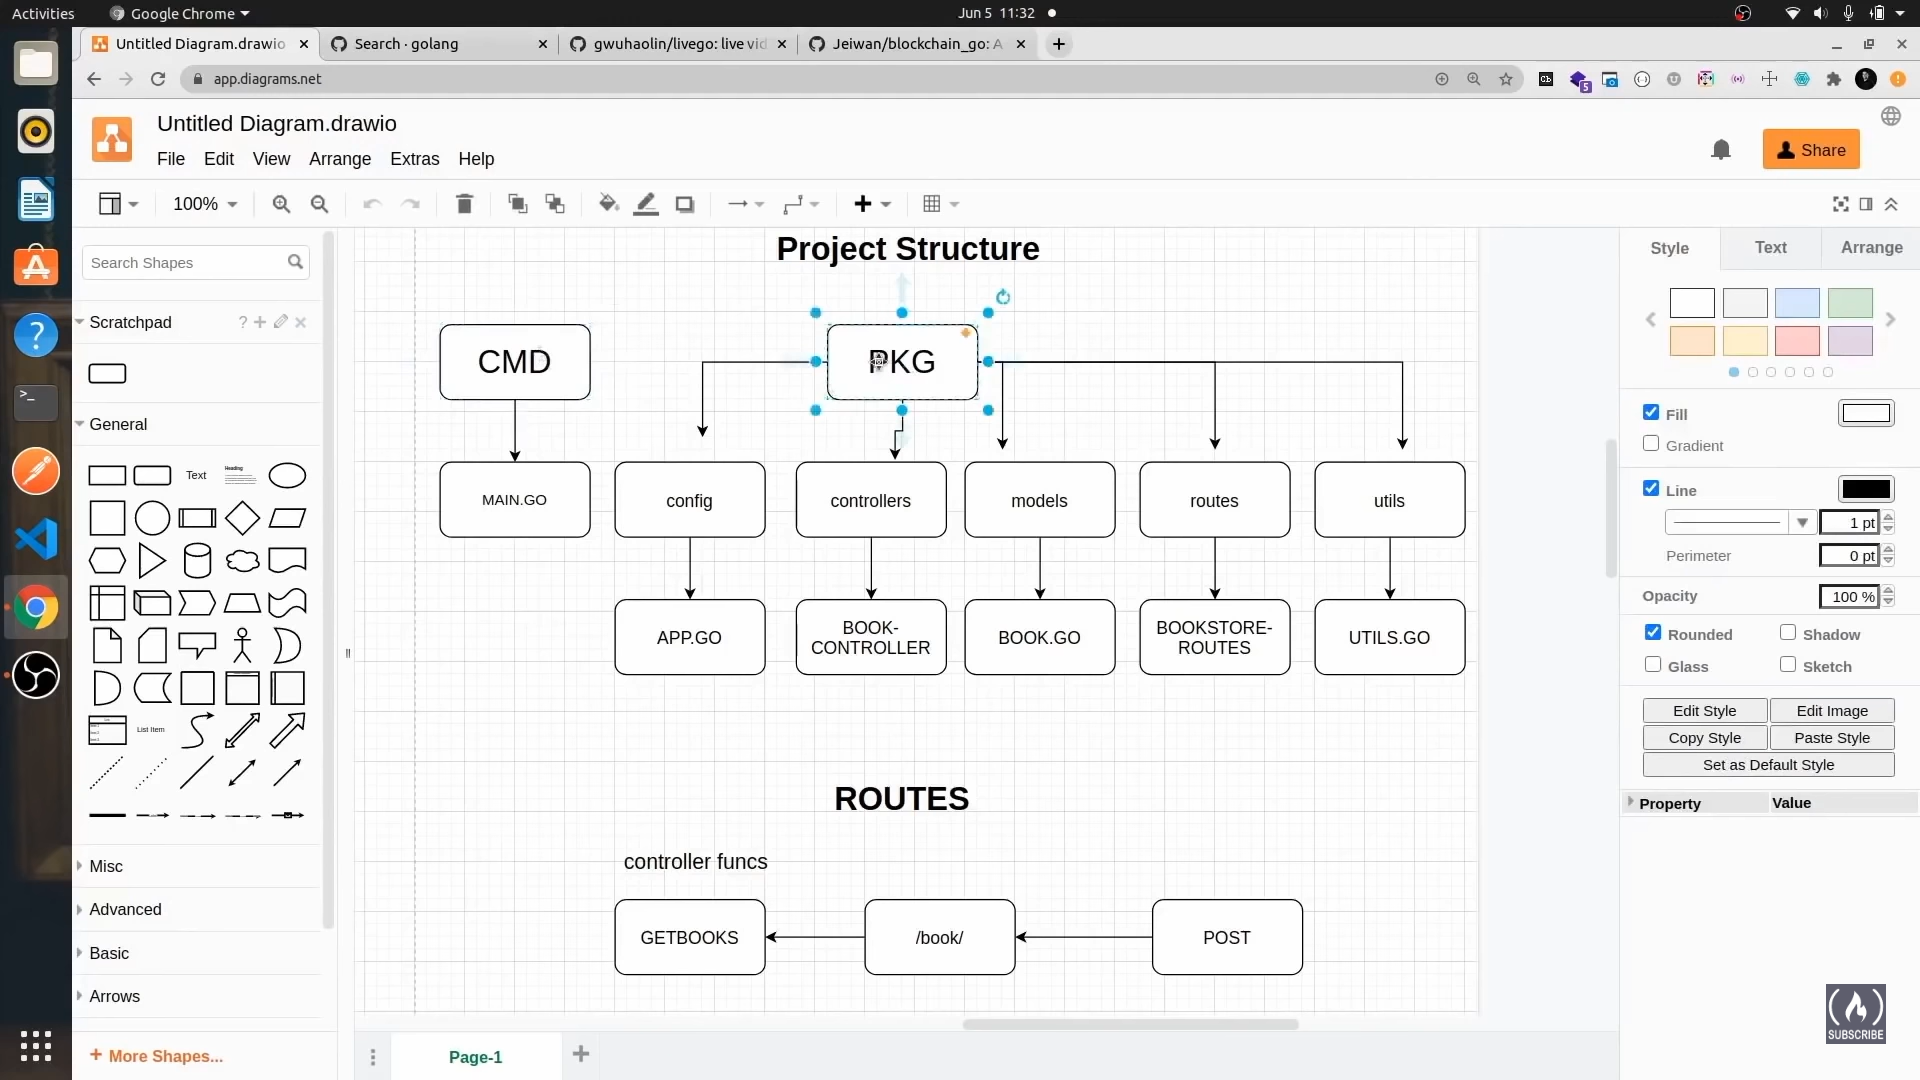 Activities
Google Chrome
Jun 5 11:32
Untitled Diagram.drawio
Search · golang
gwuhaolin/livego: live vid
Jeiwan/blockchain_go: A
app.diagrams.net
5
Untitled Diagram.drawio
File Edit View Arrange Extras Help
Share
100%
Search Shapes
Scratchpad
?
General
Text
Heading
List Item
Misc
Advanced
Basic
Arrows
+ More Shapes...
Project Structure
CMD
PKG
MAIN.GO
config
controllers
models
routes
utils
APP.GO
BOOK-
CONTROLLER
BOOK.GO
BOOKSTORE-
ROUTES
UTILS.GO
ROUTES
controller funcs
GETBOOKS
/book/
POST
Page-1
Style
Text
Arrange
Fill
Gradient
Line
1 pt
Perimeter
0 pt
Opacity
100 %
Rounded
Shadow
Glass
Sketch
Edit Style
Edit Image
Copy Style
Paste Style
Set as Default Style
Property
Value
SUBSCRIBE